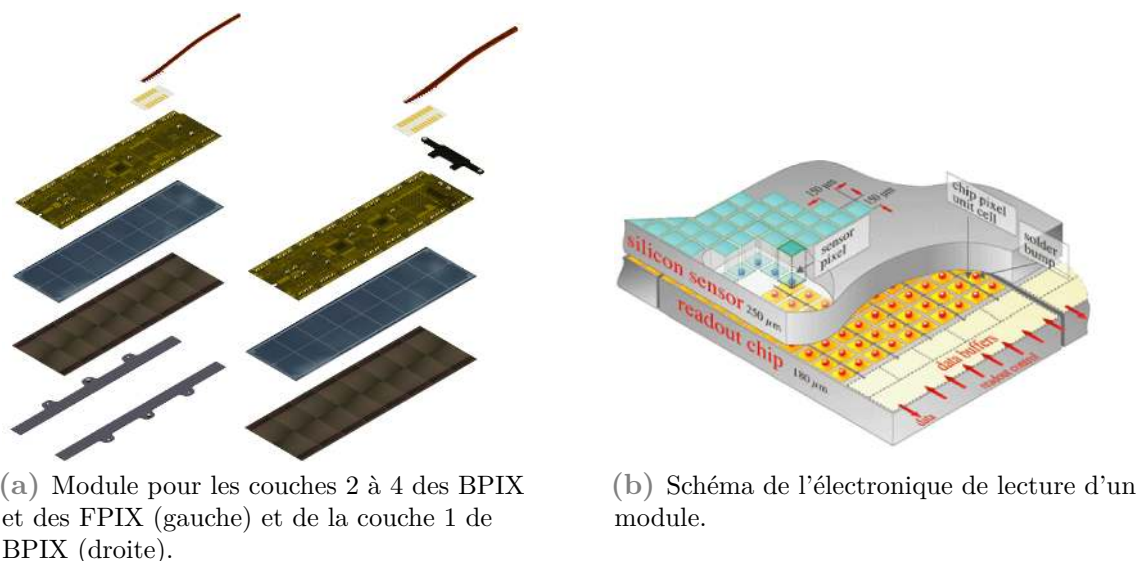 150 μm
150 μm
chip pixel
unit cell
solder
bump
sensor
pixel
silicon sensor
250 μm
readout chip
180 μm
data buffers
readout control
data
(a) Module pour les couches 2 à 4 des BPIX
et des FPIX (gauche) et de la couche 1 de
BPIX (droite).
(b) Schéma de l'électronique de lecture d'un
module.